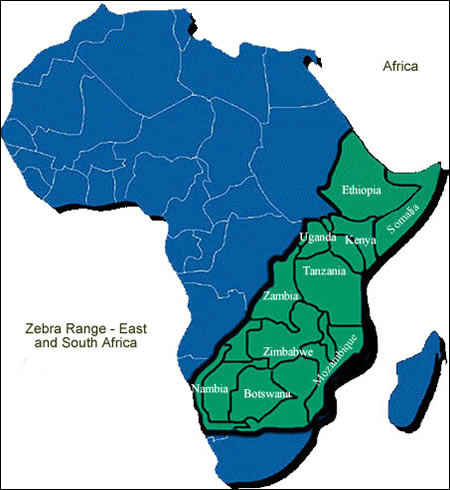 Africa
Ethiopia
Somalia
Uganda
Kenya
Tanzania
Zambia
Zebra Range - East
and South Africa
Zimbabwe
Mozambique
Nambia
Botswana